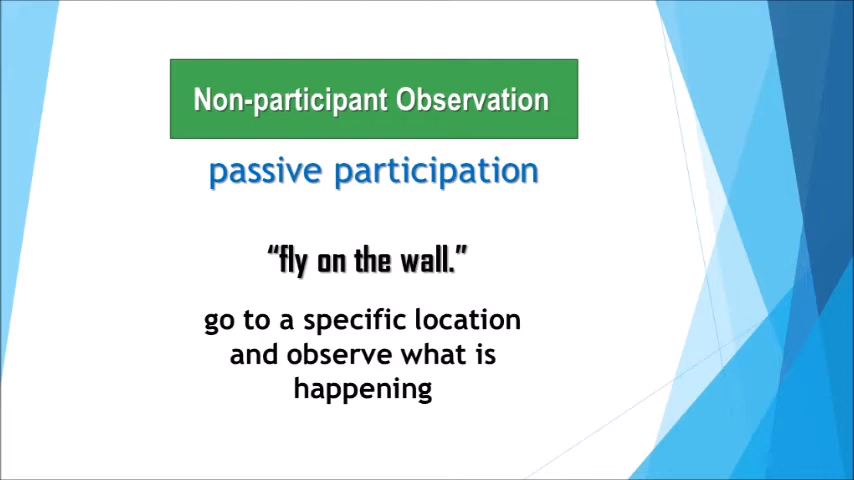 Non-participant Observation
passive participation
“fly on the wall.”
go to a specific location
and observe what is
happening